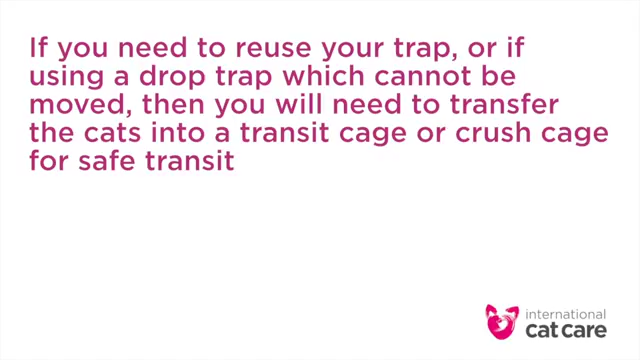 If you need to reuse your trap, or if
using a drop trap which cannot be
moved, then you will need to transfer
the cats into a transit cage or crush cage
for safe transit
international
cat care